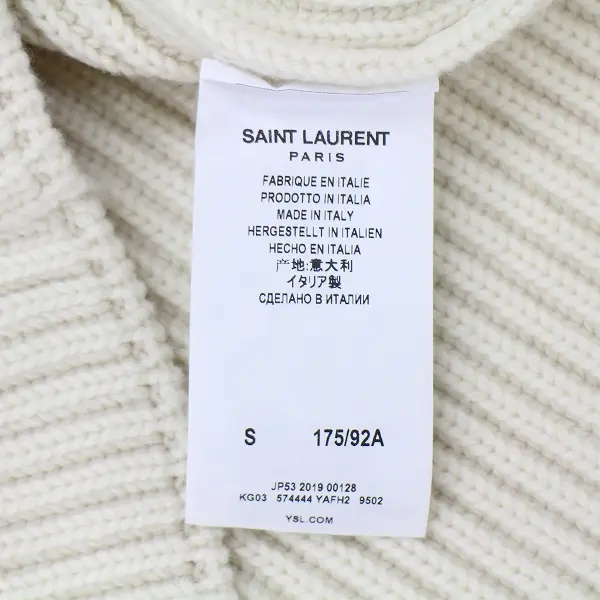 SAINT LAURENT
PARIS
FABRIQUE EN ITALIE
PRODOTTO IN ITALIA
MADE IN ITALY
HERGESTELLT IN ITALIEN
HECHO EN ITALIA
产地:意大利
イタリア製
СДЕЛАНО В ИТАЛИИ
S 175/92A
JP53 2019 00128
KG03 574444 YAFH2 9502
YSL.COM